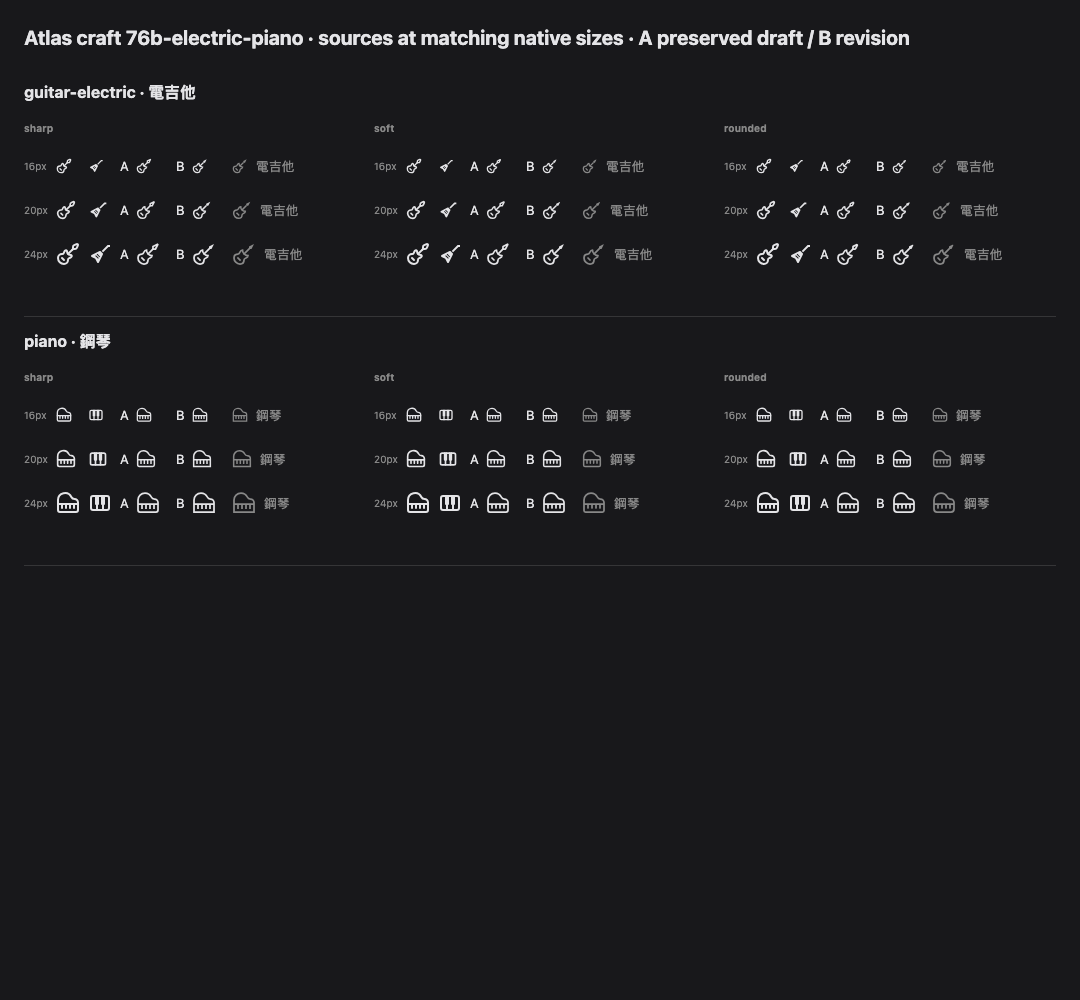 Atlas craft 76b-electric-piano · sources at matching native sizes · A preserved draft / B revision
guitar-electric · 電吉他
sharp soft rounded
16px A B 電吉他 16px A B 電吉他 16px A B 電吉他
20px A B 電吉他 20px A B 電吉他 20px A B 電吉他
24px A B 電吉他 24px A B 電吉他 24px A B 電吉他
piano · 鋼琴
sharp soft rounded
16px A B 鋼琴 16px A B 鋼琴 16px A B 鋼琴
20px A B 鋼琴 20px A B 鋼琴 20px A B 鋼琴
24px A B 鋼琴 24px A B 鋼琴 24px A B 鋼琴